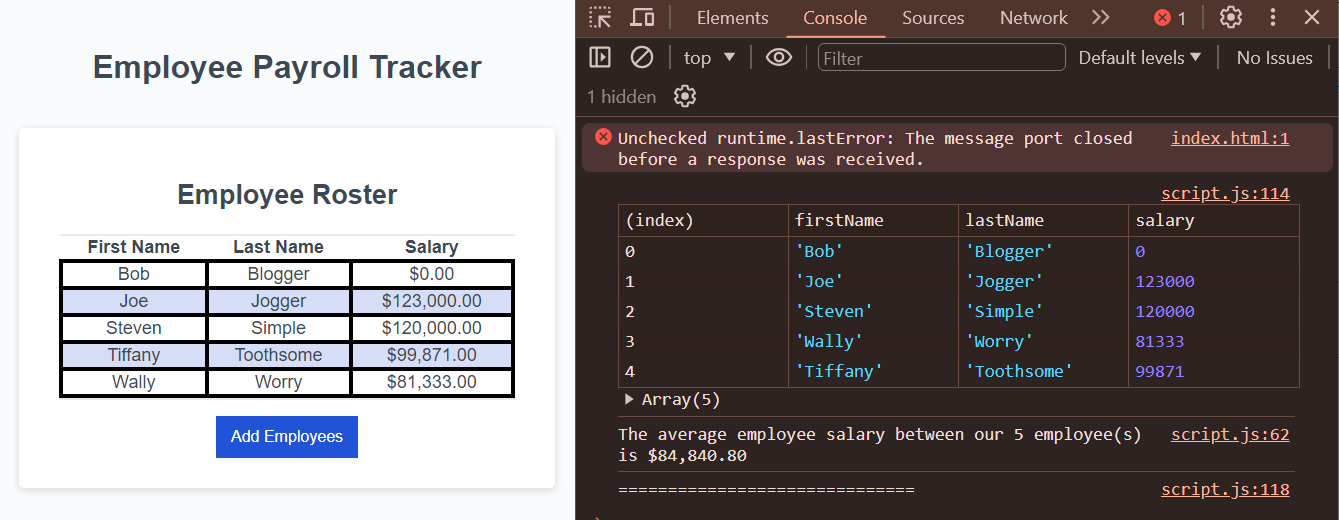 Employee Payroll Tracker
Employee Roster
First Name Last Name Salary
Bob Blogger $0.00
Joe Jogger $123,000.00
Steven Simple $120,000.00
Tiffany Toothsome $99,871.00
Wally Worry $81,333.00
Add Employees
Elements Console Sources Network 1
top Filter Default levels No Issues
1 hidden
Unchecked runtime.lastError: The message port closed index.html:1
before a response was received.
script.js:114
(index) firstName lastName salary
0 'Bob' 'Blogger' 0
1 'Joe' 'Jogger' 123000
2 'Steven' 'Simple' 120000
3 'Wally' 'Worry' 81333
4 'Tiffany' 'Toothsome' 99871
Array(5)
The average employee salary between our 5 employee(s) script.js:62
is $84,840.80
============================== script.js:118